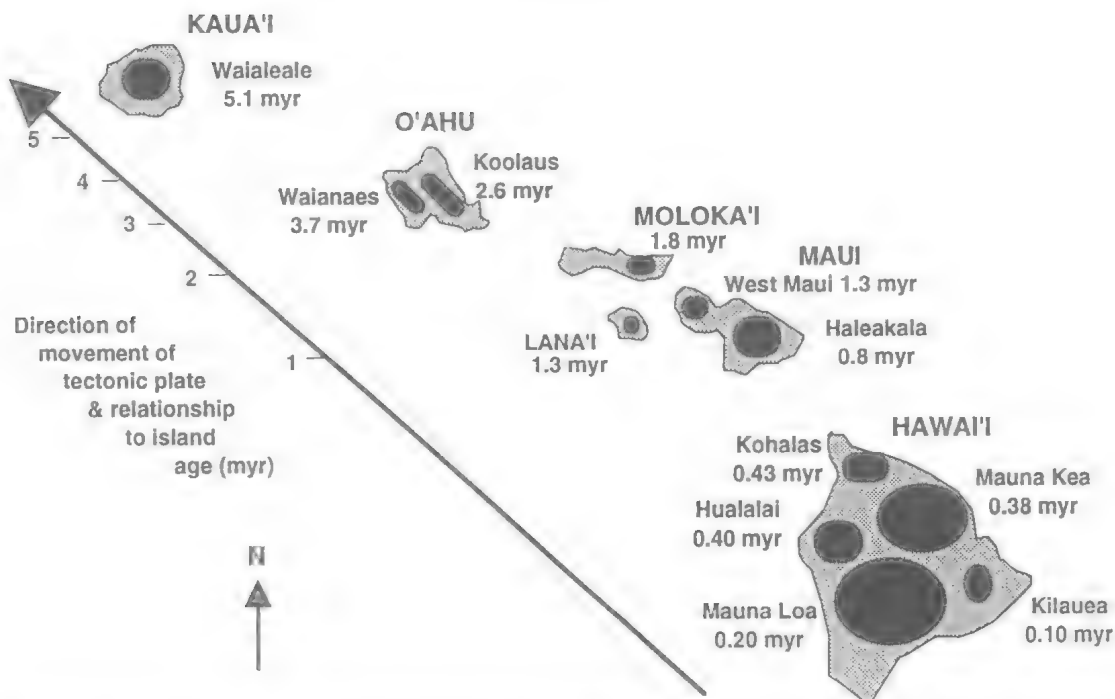 KAUA'I
Waialeale
5.1 myr
O'AHU
Koolaus
2.6 myr
Waianaes
3.7 myr
MOLOKA'I
1.8 myr
MAUI
West Maui 1.3 myr
Haleakala
0.8 myr
LANA'I
1.3 myr
HAWAI'I
Kohalas
0.43 myr
Mauna Kea
0.38 myr
Hualalai
0.40 myr
Mauna Loa
0.20 myr
Kilauea
0.10 myr
5
4
3
2
1
Direction of
movement of
tectonic plate
& relationship
to island
age (myr)
N